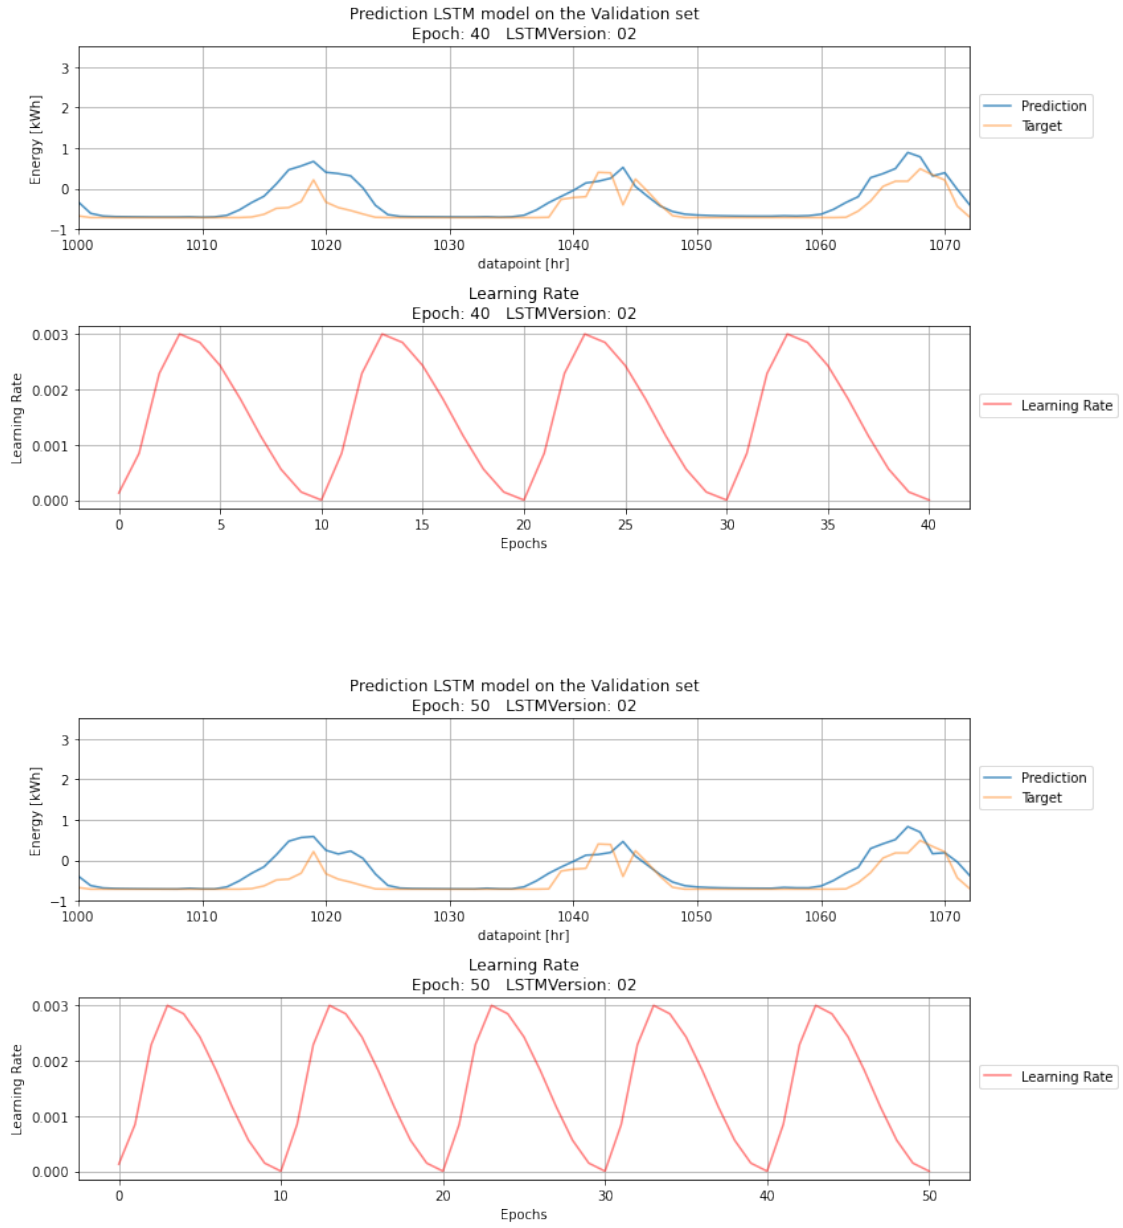 Prediction LSTM model on the Validation set
Epoch: 40   LSTMVersion: 02
3
2
1
0
−1
Energy [kWh]
1000 1010 1020 1030 1040 1050 1060 1070
datapoint [hr]
Prediction
Target
Learning Rate
Epoch: 40   LSTMVersion: 02
0.003
0.002
0.001
0.000
Learning Rate
0 5 10 15 20 25 30 35 40
Epochs
Learning Rate
Prediction LSTM model on the Validation set
Epoch: 50   LSTMVersion: 02
3
2
1
0
−1
Energy [kWh]
1000 1010 1020 1030 1040 1050 1060 1070
datapoint [hr]
Prediction
Target
Learning Rate
Epoch: 50   LSTMVersion: 02
0.003
0.002
0.001
0.000
Learning Rate
0 10 20 30 40 50
Epochs
Learning Rate